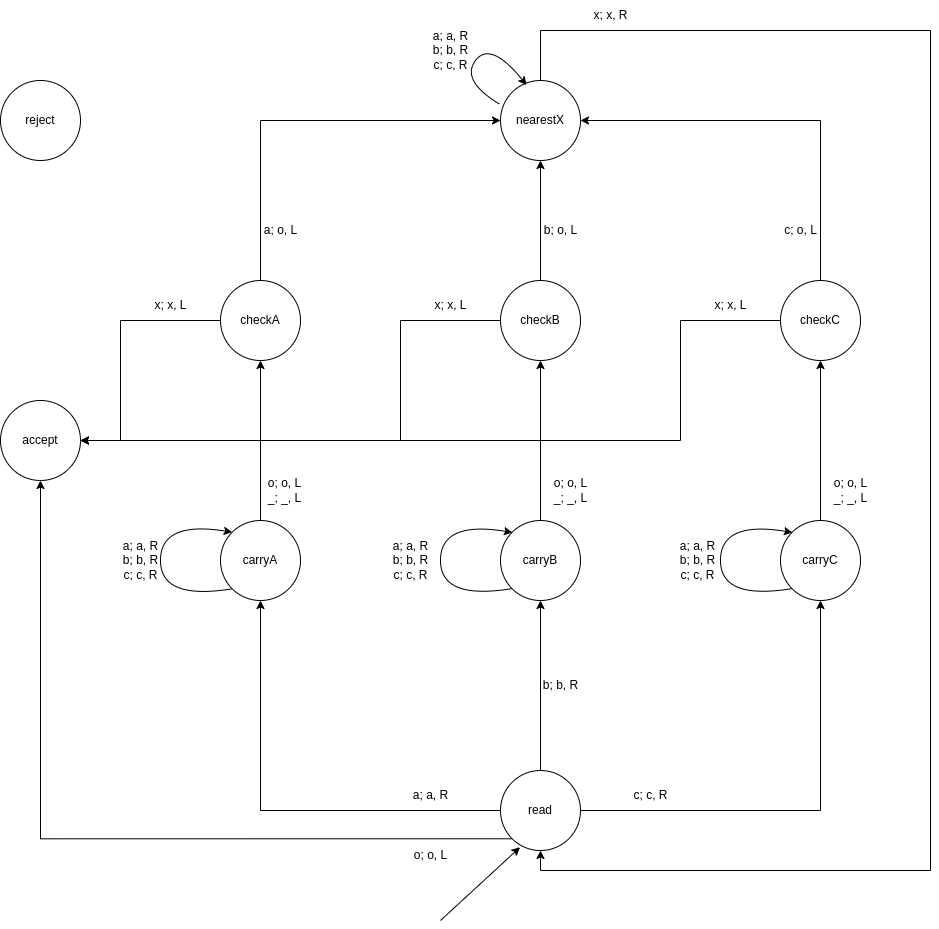 x; x, R
a; a, R
b; b, R
c; c, R
reject
nearestX
a; o, L
b; o, L
c; o, L
x; x, L
x; x, L
x; x, L
checkA
checkB
checkC
accept
o; o, L
_; _, L
o; o, L
_; _, L
o; o, L
_; _, L
a; a, R
b; b, R
c; c, R
carryA
a; a, R
b; b, R
c; c, R
carryB
a; a, R
b; b, R
c; c, R
carryC
b; b, R
a; a, R
c; c, R
read
o; o, L